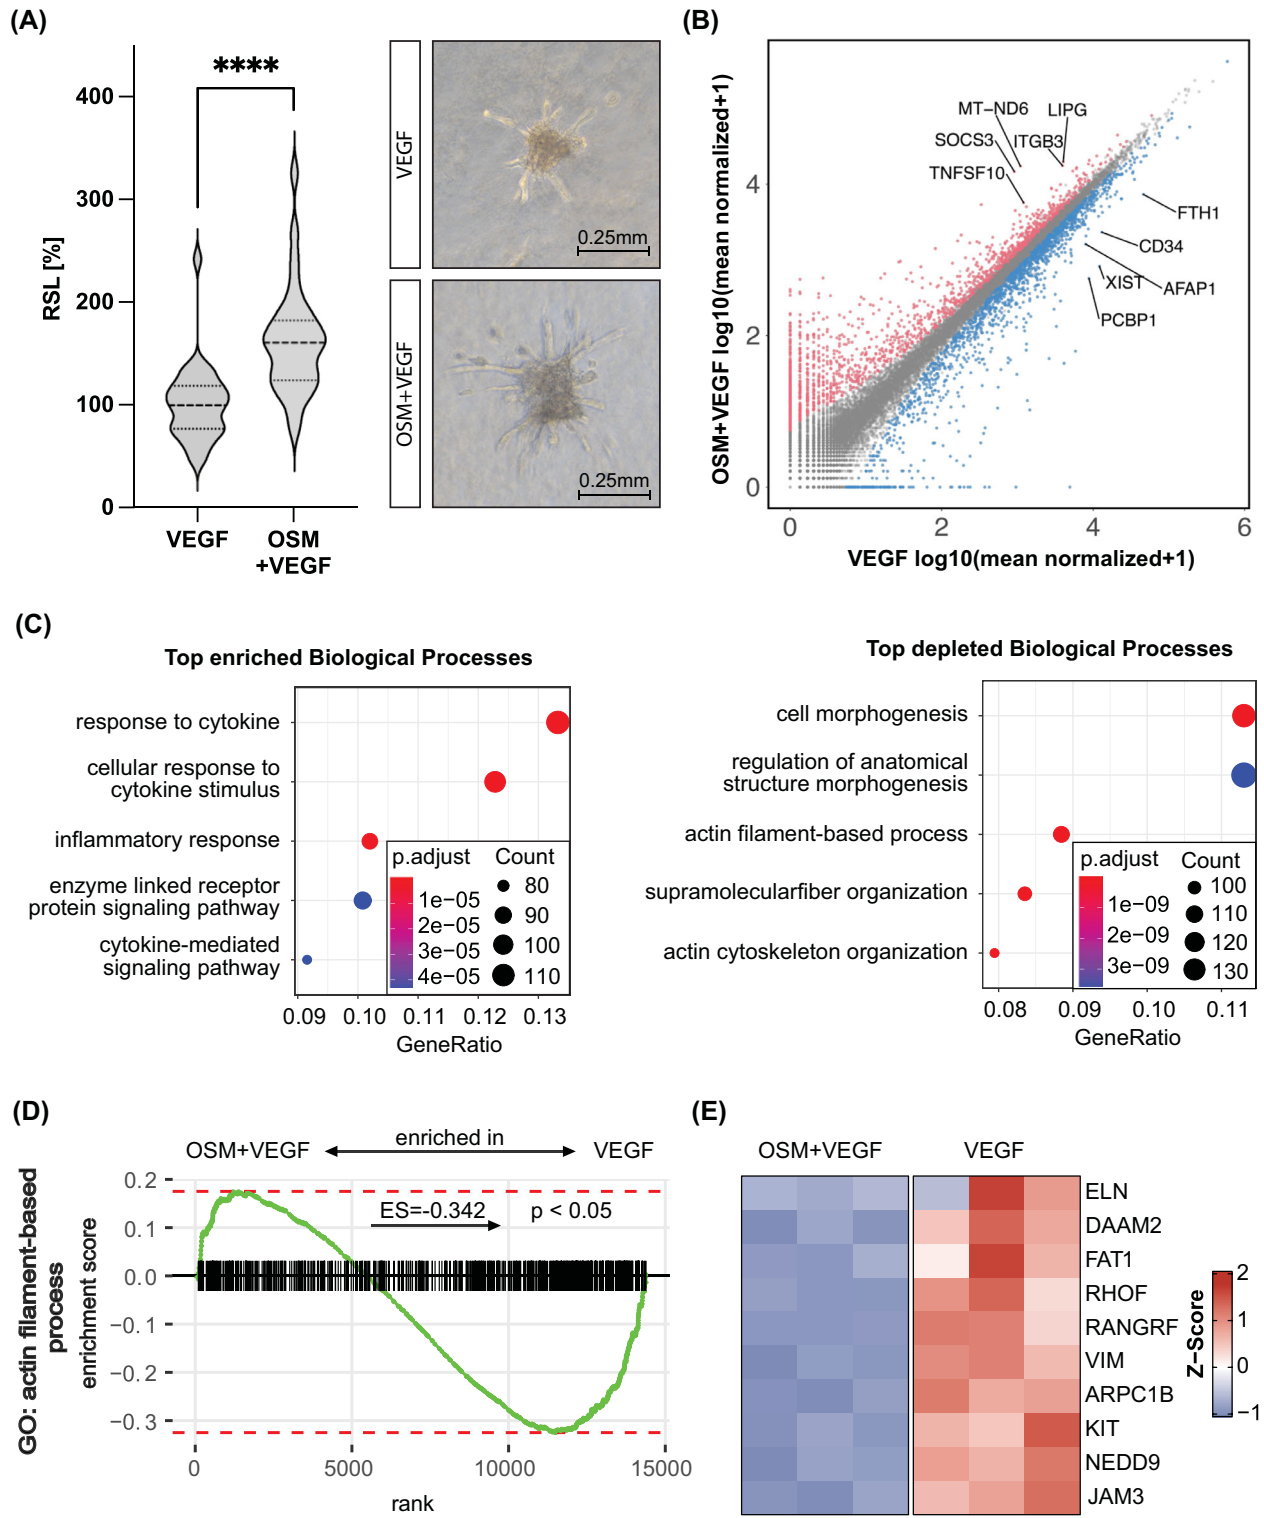 (A)
****
RSL [%]
400
300
200
100
0
VEGF
OSM
+VEGF
VEGF
0.25mm
OSM+VEGF
0.25mm
(B)
OSM+VEGF log10(mean normalized+1)
4
2
0
MT−ND6
LIPG
SOCS3
ITGB3
TNFSF10
FTH1
CD34
XIST
AFAP1
PCBP1
0
2
4
6
VEGF log10(mean normalized+1)
(C)
Top enriched Biological Processes
response to cytokine
cellular response to
cytokine stimulus
inflammatory response
enzyme linked receptor
protein signaling pathway
cytokine-mediated
signaling pathway
p.adjust
1e−05
2e−05
3e−05
4e−05
Count
80
90
100
110
0.09
0.10
0.11
0.12
0.13
GeneRatio
Top depleted Biological Processes
cell morphogenesis
regulation of anatomical
structure morphogenesis
actin filament-based process
supramolecularfiber organization
actin cytoskeleton organization
p.adjust
1e−09
2e−09
3e−09
Count
100
110
120
130
0.08
0.09
0.10
0.11
GeneRatio
(D)
OSM+VEGF
enriched in
VEGF
GO: actin filament-based
process
enrichment score
0.2
0.1
0.0
−0.1
−0.2
−0.3
ES=-0.342
p < 0.05
0
5000
10000
15000
rank
(E)
OSM+VEGF
VEGF
ELN
DAAM2
FAT1
RHOF
RANGRF
VIM
ARPC1B
KIT
NEDD9
JAM3
Z−Score
2
1
0
−1